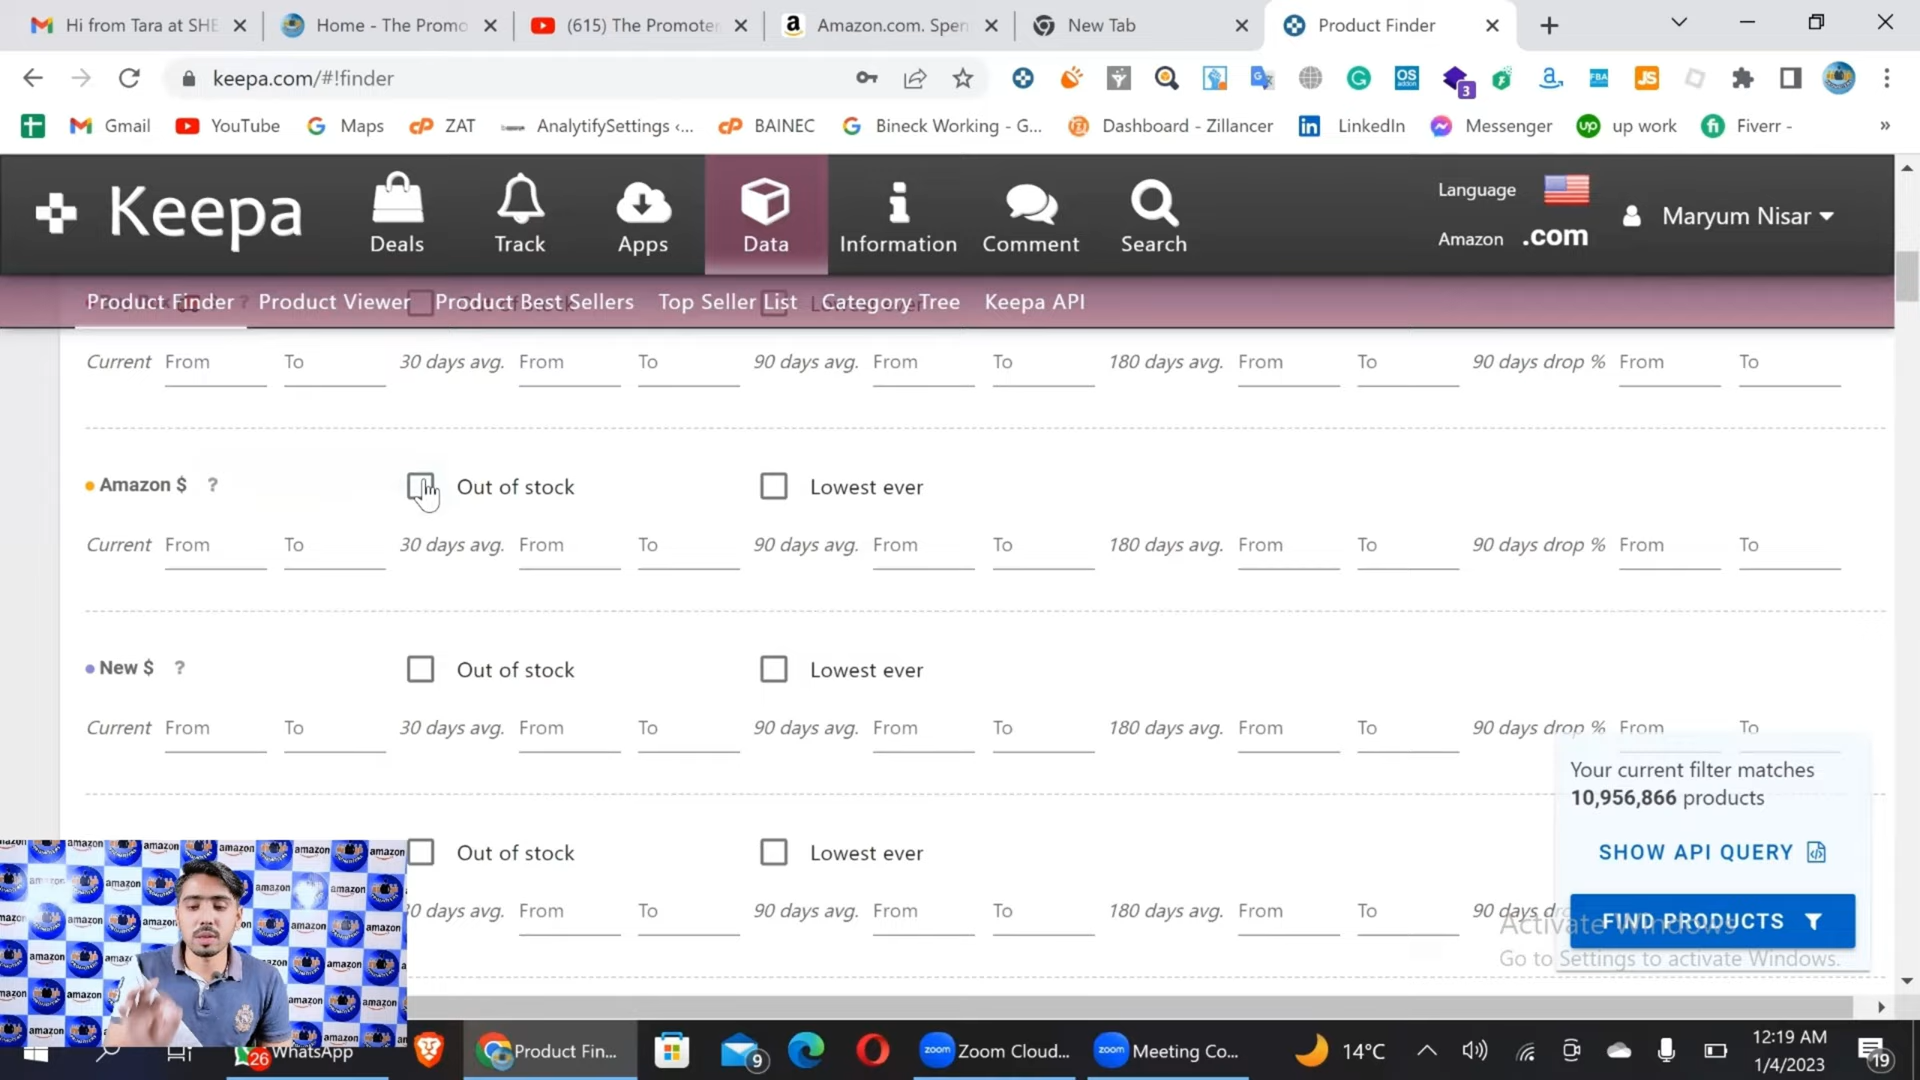 Hi from Tara at SHE
Home - The Promo
(615) The Promoter
Amazon.com. Spen
New Tab
Product Finder
keepa.com/#!finder
Gmail
YouTube
Maps
ZAT
AnalytifySettings ‹...
BAINEC
Bineck Working - G...
Dashboard - Zillancer
LinkedIn
Messenger
up work
Fiverr -
»
Keepa
Deals
Track
Apps
Data
Information
Comment
Search
Language
Amazon .com
Maryum Nisar
Product Finder Product Viewer Product Best Sellers Top Seller List Category Tree Keepa API
Current From To 30 days avg. From To 90 days avg. From To 180 days avg. From To 90 days drop % From To
Amazon $ ? Out of stock Lowest ever
Current From To 30 days avg. From To 90 days avg. From To 180 days avg. From To 90 days drop % From To
New $ ? Out of stock Lowest ever
Current From To 30 days avg. From To 90 days avg. From To 180 days avg. From To 90 days drop % From To
Your current filter matches
10,956,866 products
SHOW API QUERY
Out of stock Lowest ever
30 days avg. From To 90 days avg. From To 180 days avg. From To 90 days d
FIND PRODUCTS
Activate Windows
Go to Settings to activate Windows.
26 WhatsApp
Product Fin...
9
zoom Zoom Cloud...
zoom Meeting Co...
14°C
12:19 AM
1/4/2023
19